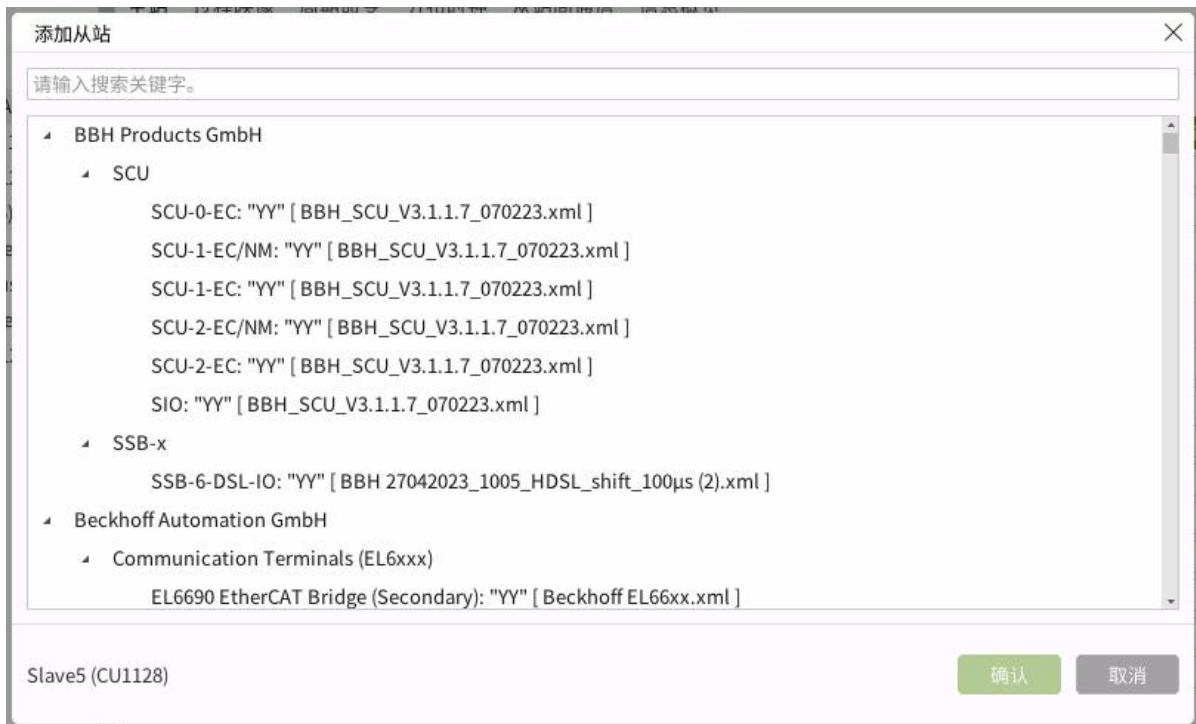 添加从站
请输入搜索关键字。
BBH Products GmbH
SCU
SCU-0-EC: "YY" [ BBH_SCU_V3.1.1.7_070223.xml ]
SCU-1-EC/NM: "YY" [ BBH_SCU_V3.1.1.7_070223.xml ]
SCU-1-EC: "YY" [ BBH_SCU_V3.1.1.7_070223.xml ]
SCU-2-EC/NM: "YY" [ BBH_SCU_V3.1.1.7_070223.xml ]
SCU-2-EC: "YY" [ BBH_SCU_V3.1.1.7_070223.xml ]
SIO: "YY" [ BBH_SCU_V3.1.1.7_070223.xml ]
SSB-x
SSB-6-DSL-IO: "YY" [ BBH 27042023_1005_HDSL_shift_100µs (2).xml ]
Beckhoff Automation GmbH
Communication Terminals (EL6xxx)
EL6690 EtherCAT Bridge (Secondary): "YY" [ Beckhoff EL66xx.xml ]
Slave5 (CU1128)
确认
取消